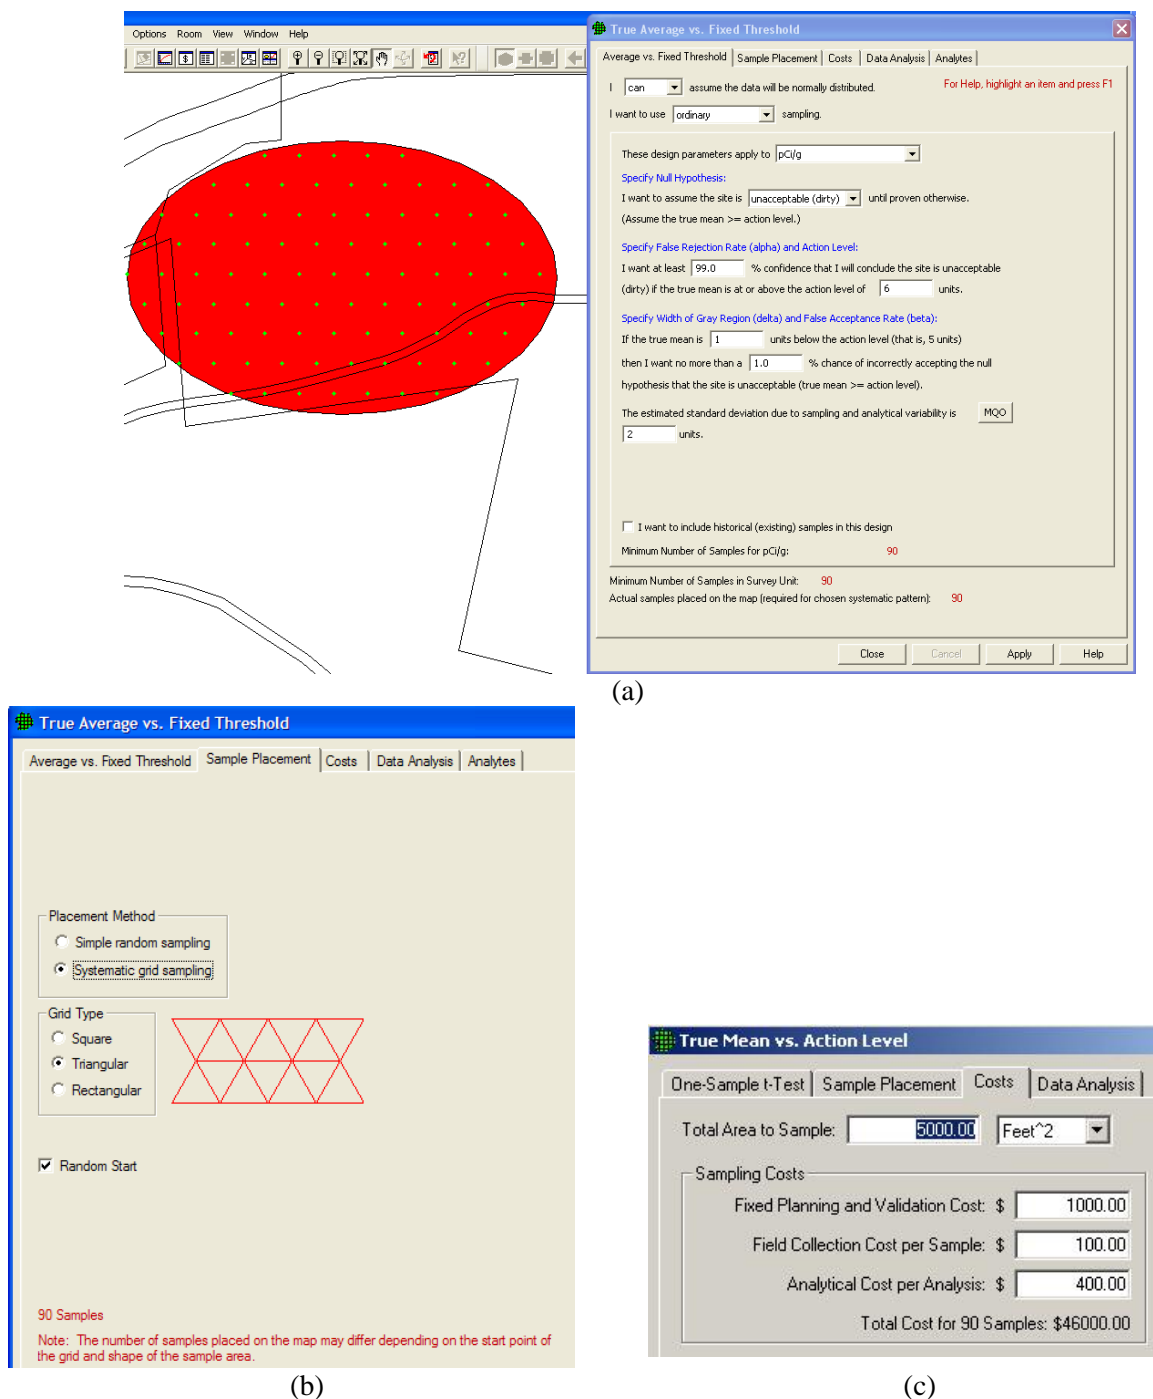 Options Room View Window Help
True Average vs. Fixed Threshold
Average vs. Fixed Threshold Sample Placement Costs Data Analysis Analytes
I can assume the data will be normally distributed. For Help, highlight an item and press F1
I want to use ordinary sampling.
These design parameters apply to pCi/g
Specify Null Hypothesis:
I want to assume the site is unacceptable (dirty) until proven otherwise.
(Assume the true mean >= action level.)
Specify False Rejection Rate (alpha) and Action Level:
I want at least 99.0 % confidence that I will conclude the site is unacceptable
(dirty) if the true mean is at or above the action level of 6 units.
Specify Width of Gray Region (delta) and False Acceptance Rate (beta):
If the true mean is 1 units below the action level (that is, 5 units)
then I want no more than a 1.0 % chance of incorrectly accepting the null
hypothesis that the site is unacceptable (true mean >= action level).
The estimated standard deviation due to sampling and analytical variability is MQO
2 units.
I want to include historical (existing) samples in this design
Minimum Number of Samples for pCi/g: 90
Minimum Number of Samples in Survey Unit: 90
Actual samples placed on the map (required for chosen systematic pattern): 90
Close Cancel Apply Help
(a)
True Average vs. Fixed Threshold
Average vs. Fixed Threshold Sample Placement Costs Data Analysis Analytes
Placement Method
Simple random sampling
Systematic grid sampling
Grid Type
Square
Triangular
Rectangular
Random Start
90 Samples
Note: The number of samples placed on the map may differ depending on the start point of
the grid and shape of the sample area.
(b)
True Mean vs. Action Level
One-Sample t-Test Sample Placement Costs Data Analysis
Total Area to Sample: 5000.00 Feet^2
Sampling Costs
Fixed Planning and Validation Cost: $ 1000.00
Field Collection Cost per Sample: $ 100.00
Analytical Cost per Analysis: $ 400.00
Total Cost for 90 Samples: $46000.00
(c)